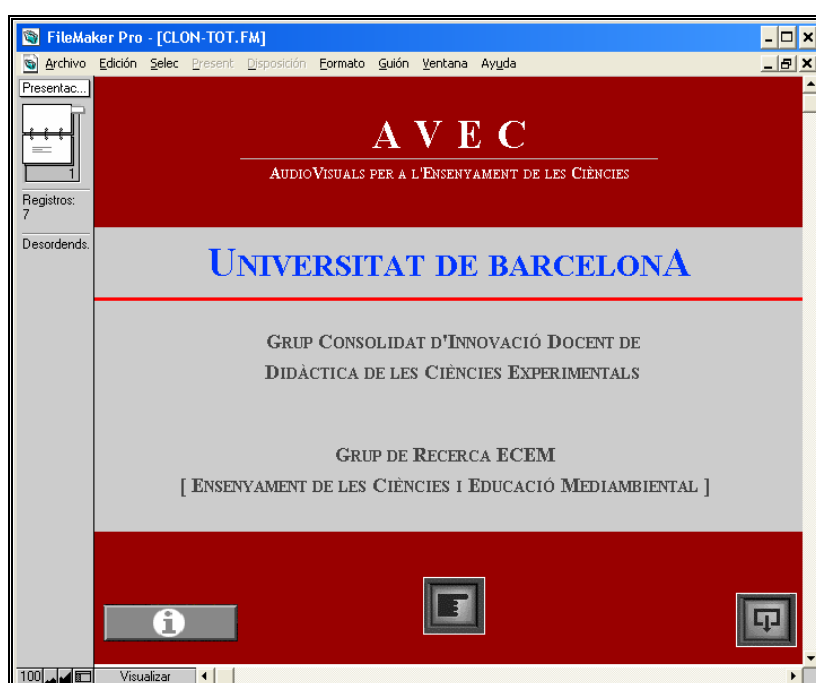 FileMaker Pro - [CLON-TOT.FM]
Archivo Edición Selec Present Disposición Formato Guión Ventana Ayuda
Presentac...
1
Registros:
7
Desordends.
A V E C
AUDIOVISUALS PER A L'ENSENYAMENT DE LES CIÈNCIES
UNIVERSITAT DE BARCELONA
GRUP CONSOLIDAT D'INNOVACIÓ DOCENT DE
DIDÀCTICA DE LES CIÈNCIES EXPERIMENTALS
GRUP DE RECERCA ECEM
[ ENSENYAMENT DE LES CIÈNCIES I EDUCACIÓ MEDIAMBIENTAL ]
i
100 Visualizar